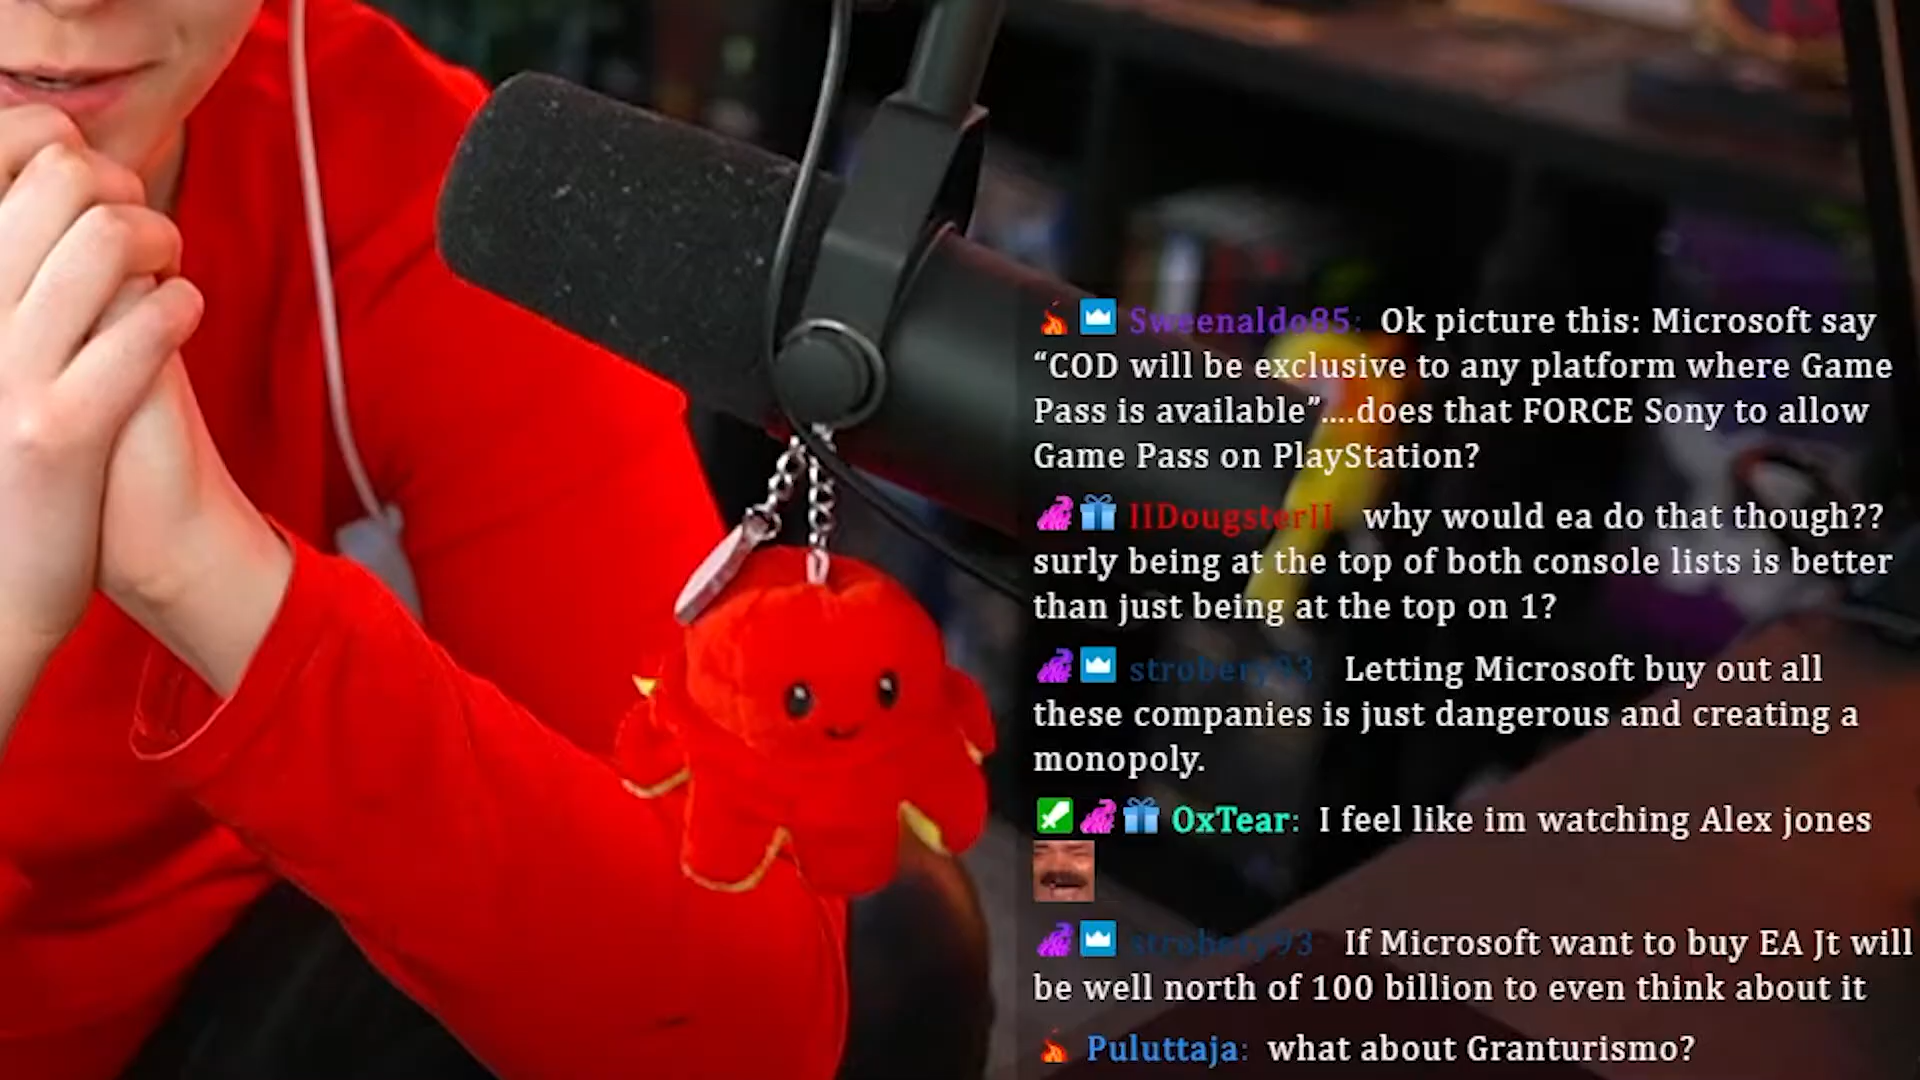 Sweenaldo85: Ok picture this: Microsoft say
“COD will be exclusive to any platform where Game
Pass is available”....does that FORCE Sony to allow
Game Pass on PlayStation?
IIDougsterII: why would ea do that though??
surly being at the top of both console lists is better
than just being at the top on 1?
strobery93: Letting Microsoft buy out all
these companies is just dangerous and creating a
monopoly.
OxTear: I feel like im watching Alex jones
strobery93: If Microsoft want to buy EA Jt will
be well north of 100 billion to even think about it
Puluttaja: what about Granturismo?